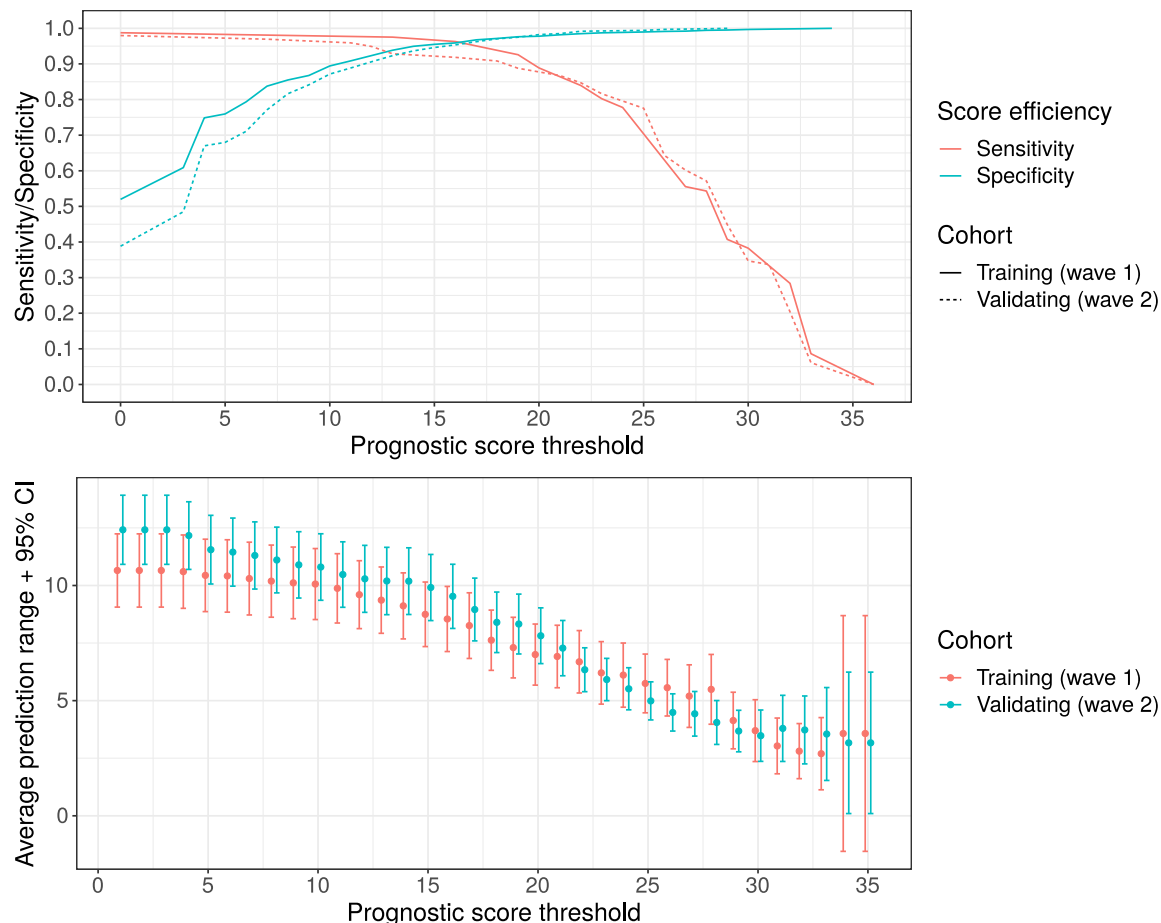 Sensitivity/Specificity
1.0
0.9
0.8
0.7
0.6
0.5
0.4
0.3
0.2
0.1
0.0
0 5 10 15 20 25 30 35
Prognostic score threshold
Score efficiency
Sensitivity
Specificity
Cohort
Training (wave 1)
Validating (wave 2)
Average prediction range + 95% CI
10
5
0
0 5 10 15 20 25 30 35
Prognostic score threshold
Cohort
Training (wave 1)
Validating (wave 2)